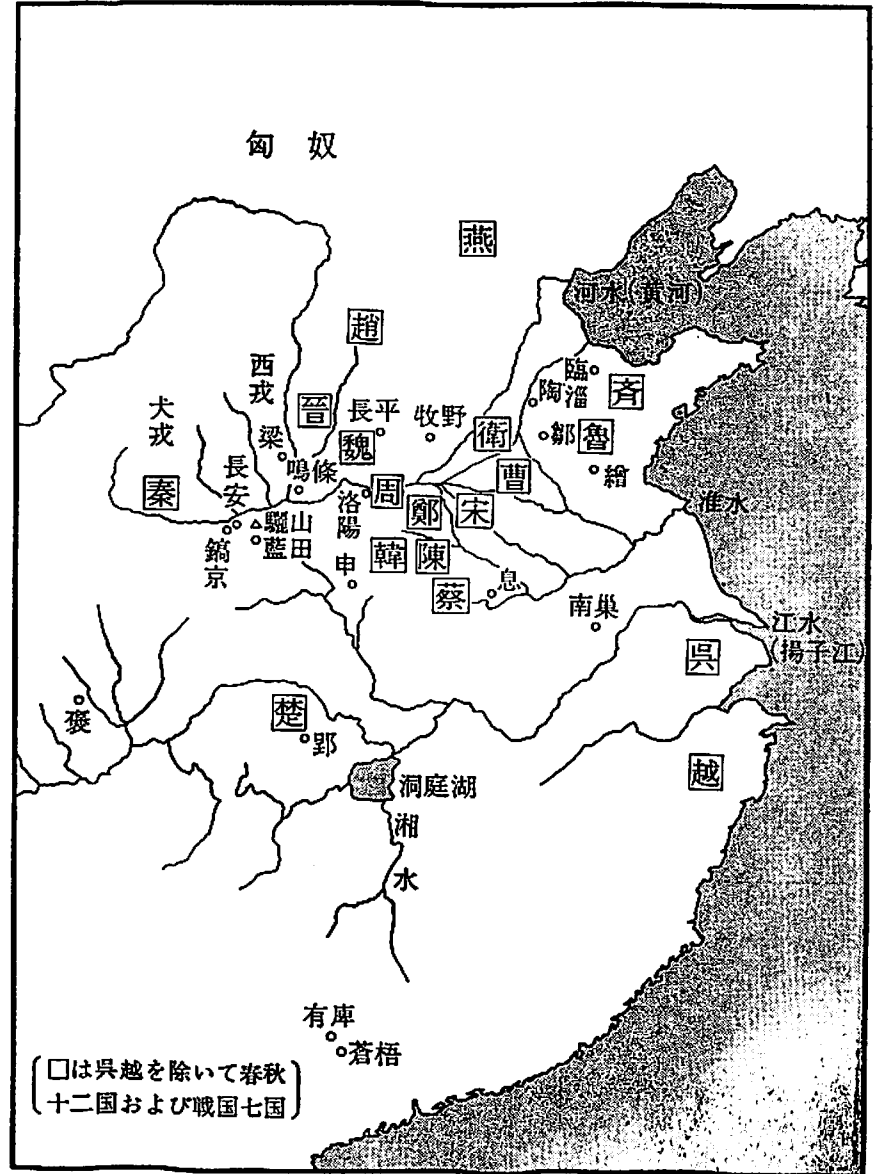 匈奴
燕
河水(黄河)
趙
西戎
犬戎
晉
長平
牧野
衛
臨淄
陶
斉
鄒
魯
繒
梁
魏
鳴條
長安
秦
洛陽
周
鄭
宋
曹
淮水
鎬京
驪山
藍田
申
韓
陳
蔡
息
南巣
江水
(揚子江)
呉
褒
楚
郢
洞庭湖
越
湘水
有庳
蒼梧
□は呉越を除いて春秋
十二国および戦国七国